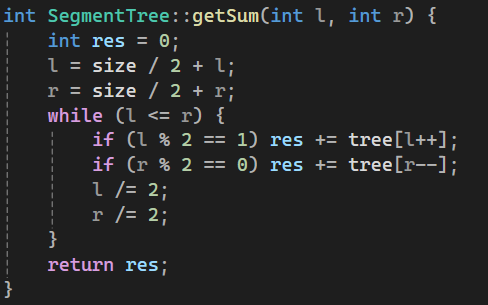 int SegmentTree::getSum(int l, int r) {
    int res = 0;
    l = size / 2 + l;
    r = size / 2 + r;
    while (l <= r) {
        if (l % 2 == 1) res += tree[l++];
        if (r % 2 == 0) res += tree[r--];
        l /= 2;
        r /= 2;
    }
    return res;
}